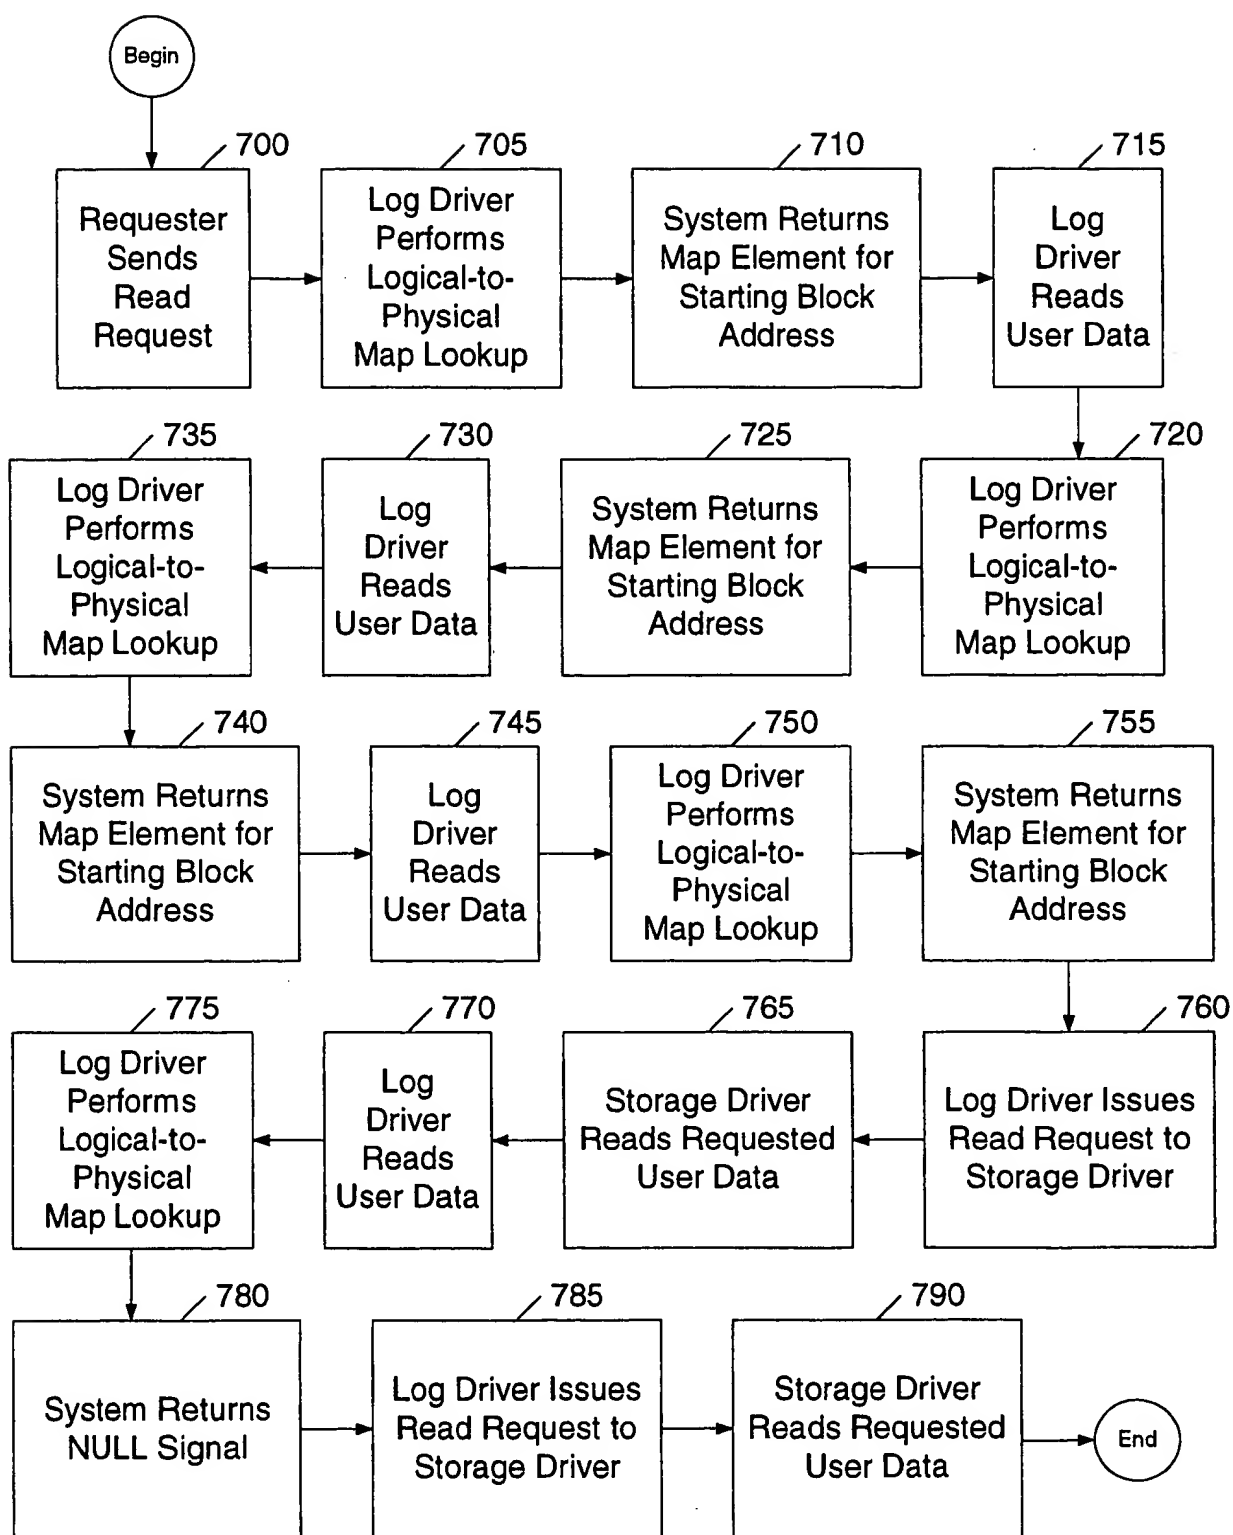 Begin
700
Requester
Sends
Read
Request
705
Log Driver
Performs
Logical-to-
Physical
Map Lookup
710
System Returns
Map Element for
Starting Block
Address
715
Log
Driver
Reads
User Data
720
Log Driver
Performs
Logical-to-
Physical
Map Lookup
725
System Returns
Map Element for
Starting Block
Address
730
Log
Driver
Reads
User Data
735
Log Driver
Performs
Logical-to-
Physical
Map Lookup
740
System Returns
Map Element for
Starting Block
Address
745
Log
Driver
Reads
User Data
750
Log Driver
Performs
Logical-to-
Physical
Map Lookup
755
System Returns
Map Element for
Starting Block
Address
760
Log Driver Issues
Read Request to
Storage Driver
765
Storage Driver
Reads Requested
User Data
770
Log
Driver
Reads
User Data
775
Log Driver
Performs
Logical-to-
Physical
Map Lookup
780
System Returns
NULL Signal
785
Log Driver Issues
Read Request to
Storage Driver
790
Storage Driver
Reads Requested
User Data
End